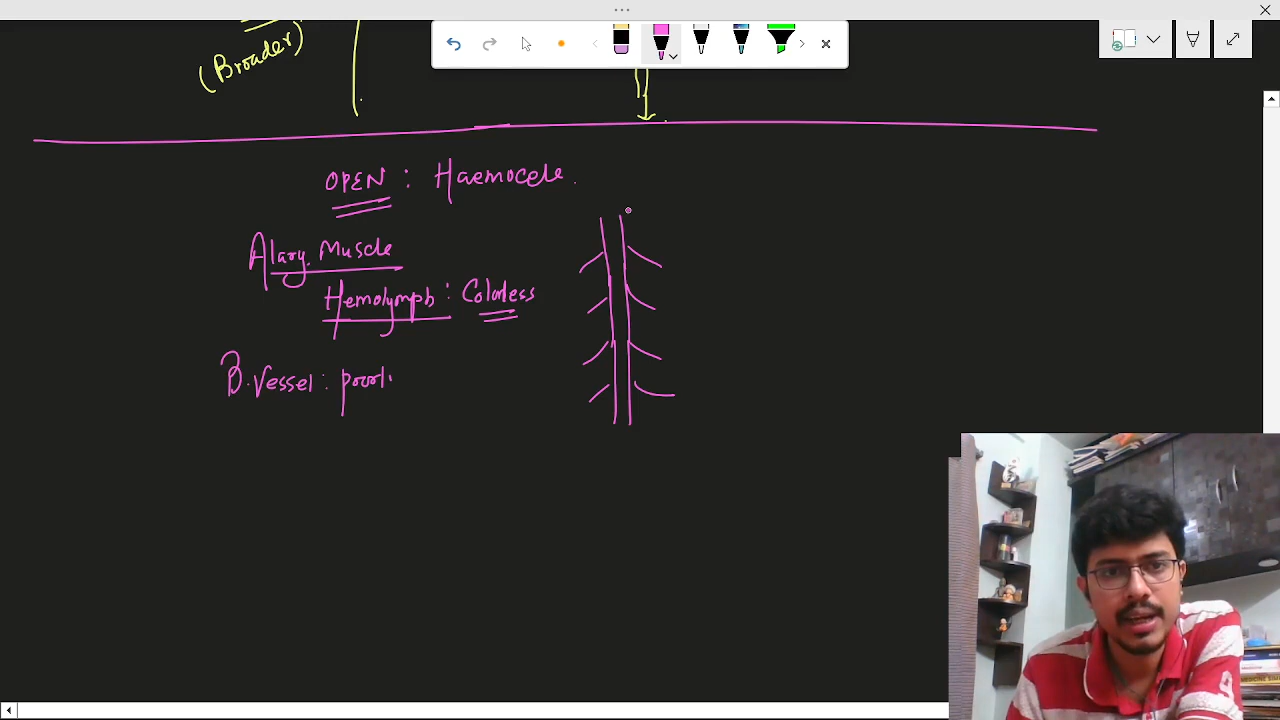 (Broader)
OPEN : Haemocele.
Alary Muscle
Hemolymph : Colorless
B.Vessel : poorl.